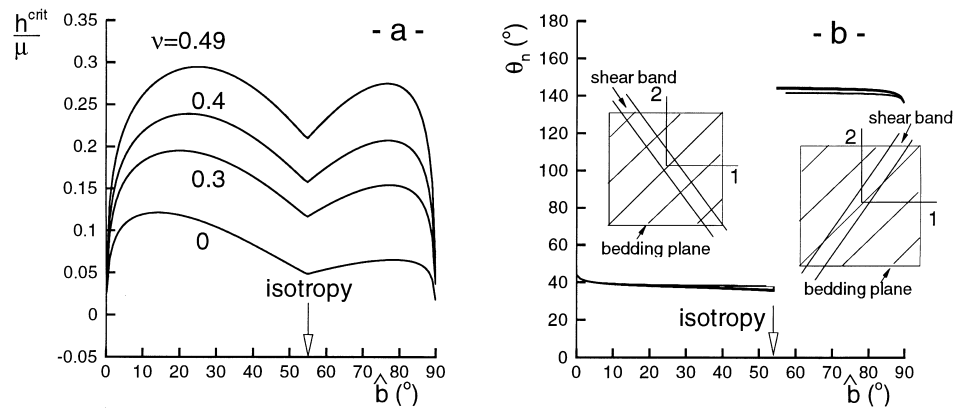 h^crit
μ
0.35
0.3
0.25
0.2
0.15
0.1
0.05
0
-0.05
- a -
ν=0.49
0.4
0.3
0
isotropy
0 10 20 30 40 50 60 70 80 90
b̂ (°)
θn (°)
180
160
140
120
100
80
60
40
20
0
- b -
shear band
2
1
bedding plane
shear band
2
1
bedding plane
isotropy
0 10 20 30 40 50 60 70 80 90
b̂ (°)